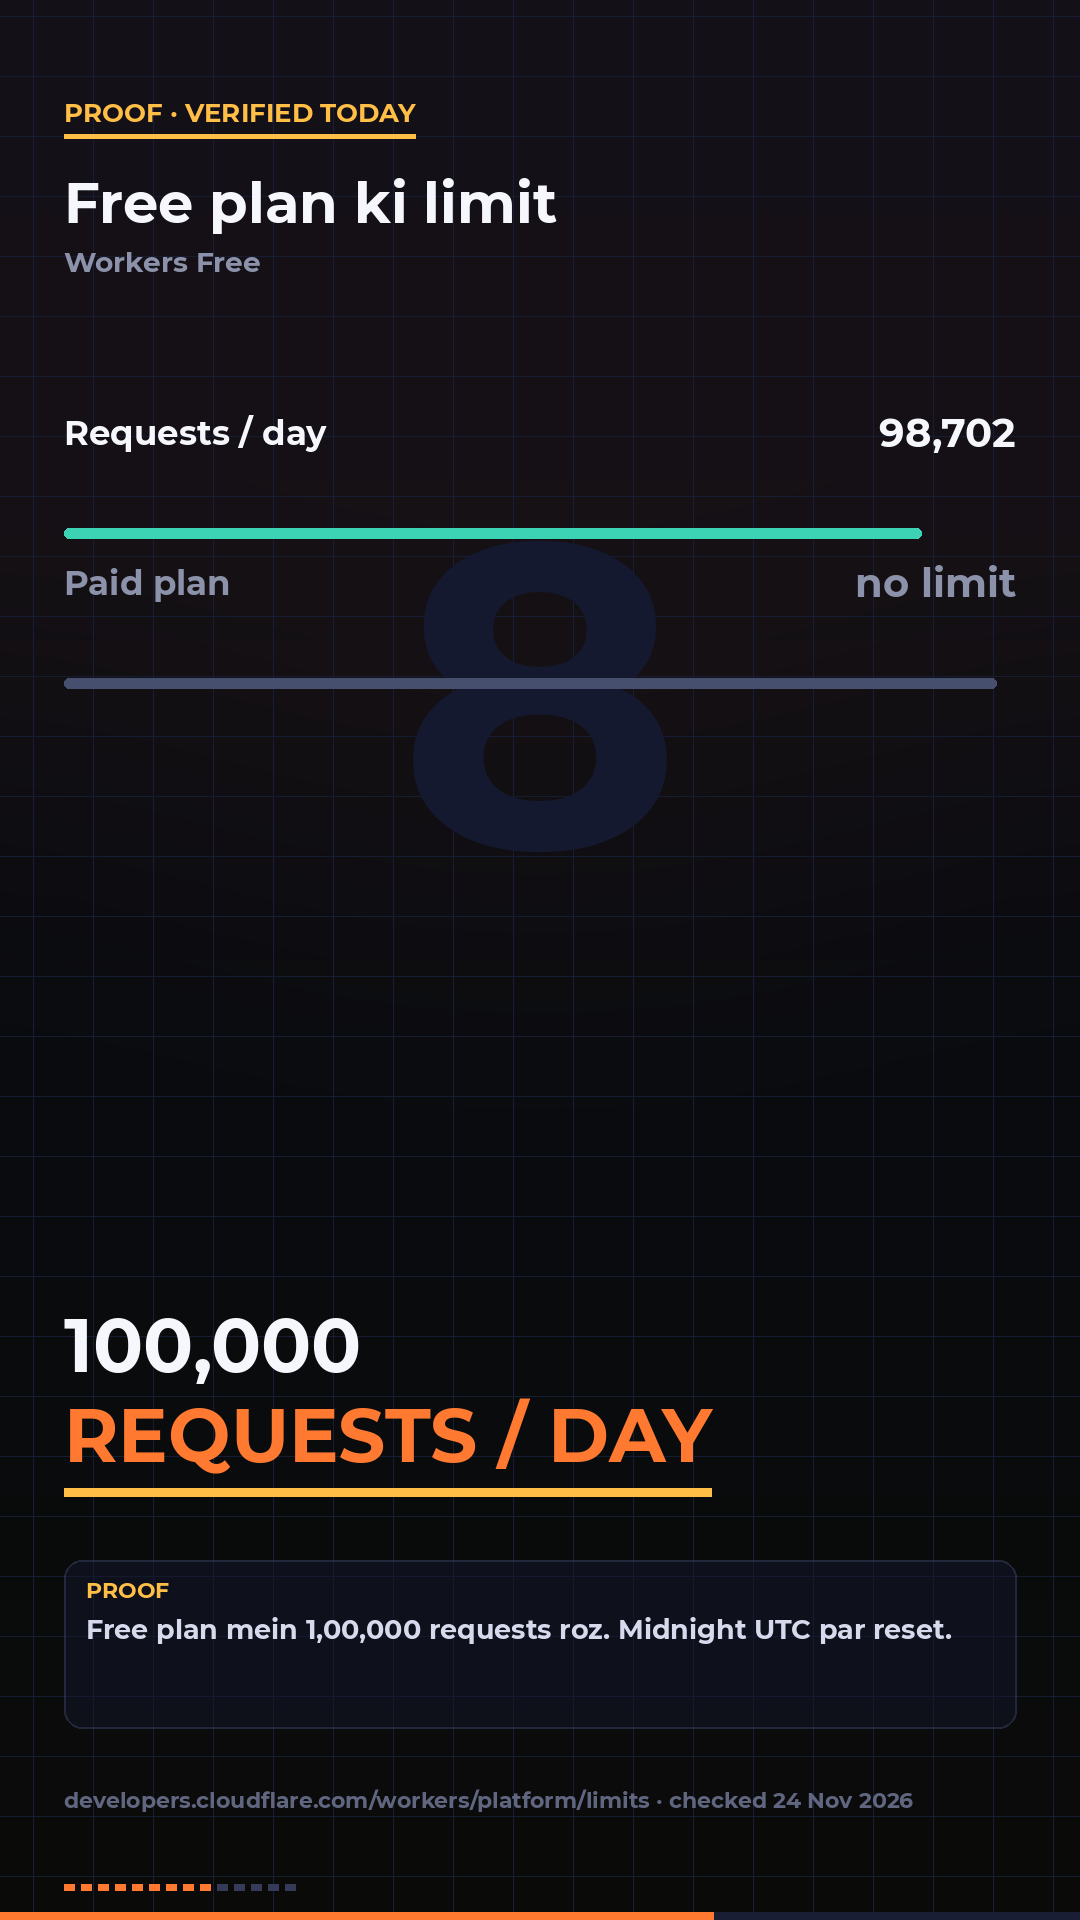 PROOF · VERIFIED TODAY
Free plan ki limit
Workers Free
Requests / day 98,702
Paid plan no limit
8
100,000
REQUESTS / DAY
PROOF
Free plan mein 1,00,000 requests roz. Midnight UTC par reset.
developers.cloudflare.com/workers/platform/limits · checked 24 Nov 2026